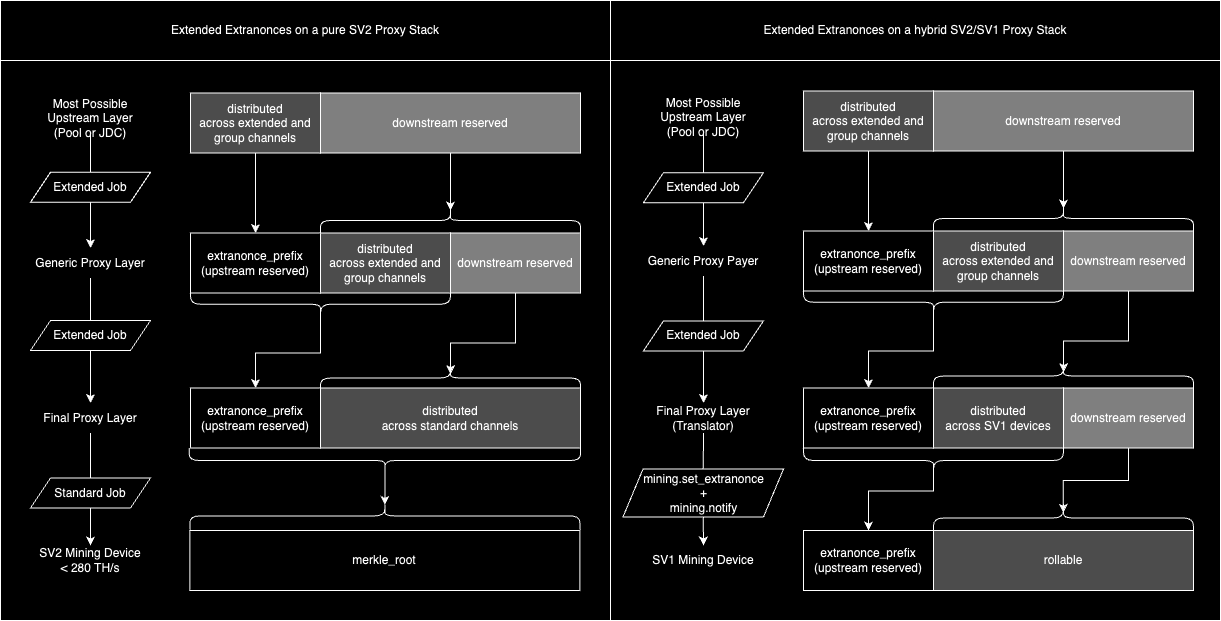 Extended Extranonces on a pure SV2 Proxy Stack
Most Possible
Upstream Layer
(Pool or JDC)
distributed
across extended and
group channels
downstream reserved
Extended Job
Generic Proxy Layer
extranonce_prefix
(upstream reserved)
distributed
across extended and
group channels
downstream reserved
Extended Job
Final Proxy Layer
extranonce_prefix
(upstream reserved)
distributed
across standard channels
Standard Job
SV2 Mining Device
< 280 TH/s
merkle_root
Extended Extranonces on a hybrid SV2/SV1 Proxy Stack
Most Possible
Upstream Layer
(Pool or JDC)
distributed
across extended and
group channels
downstream reserved
Extended Job
Generic Proxy Payer
extranonce_prefix
(upstream reserved)
distributed
across extended and
group channels
downstream reserved
Extended Job
Final Proxy Layer
(Translator)
extranonce_prefix
(upstream reserved)
distributed
across SV1 devices
downstream reserved
mining.set_extranonce
+
mining.notify
SV1 Mining Device
extranonce_prefix
(upstream reserved)
rollable